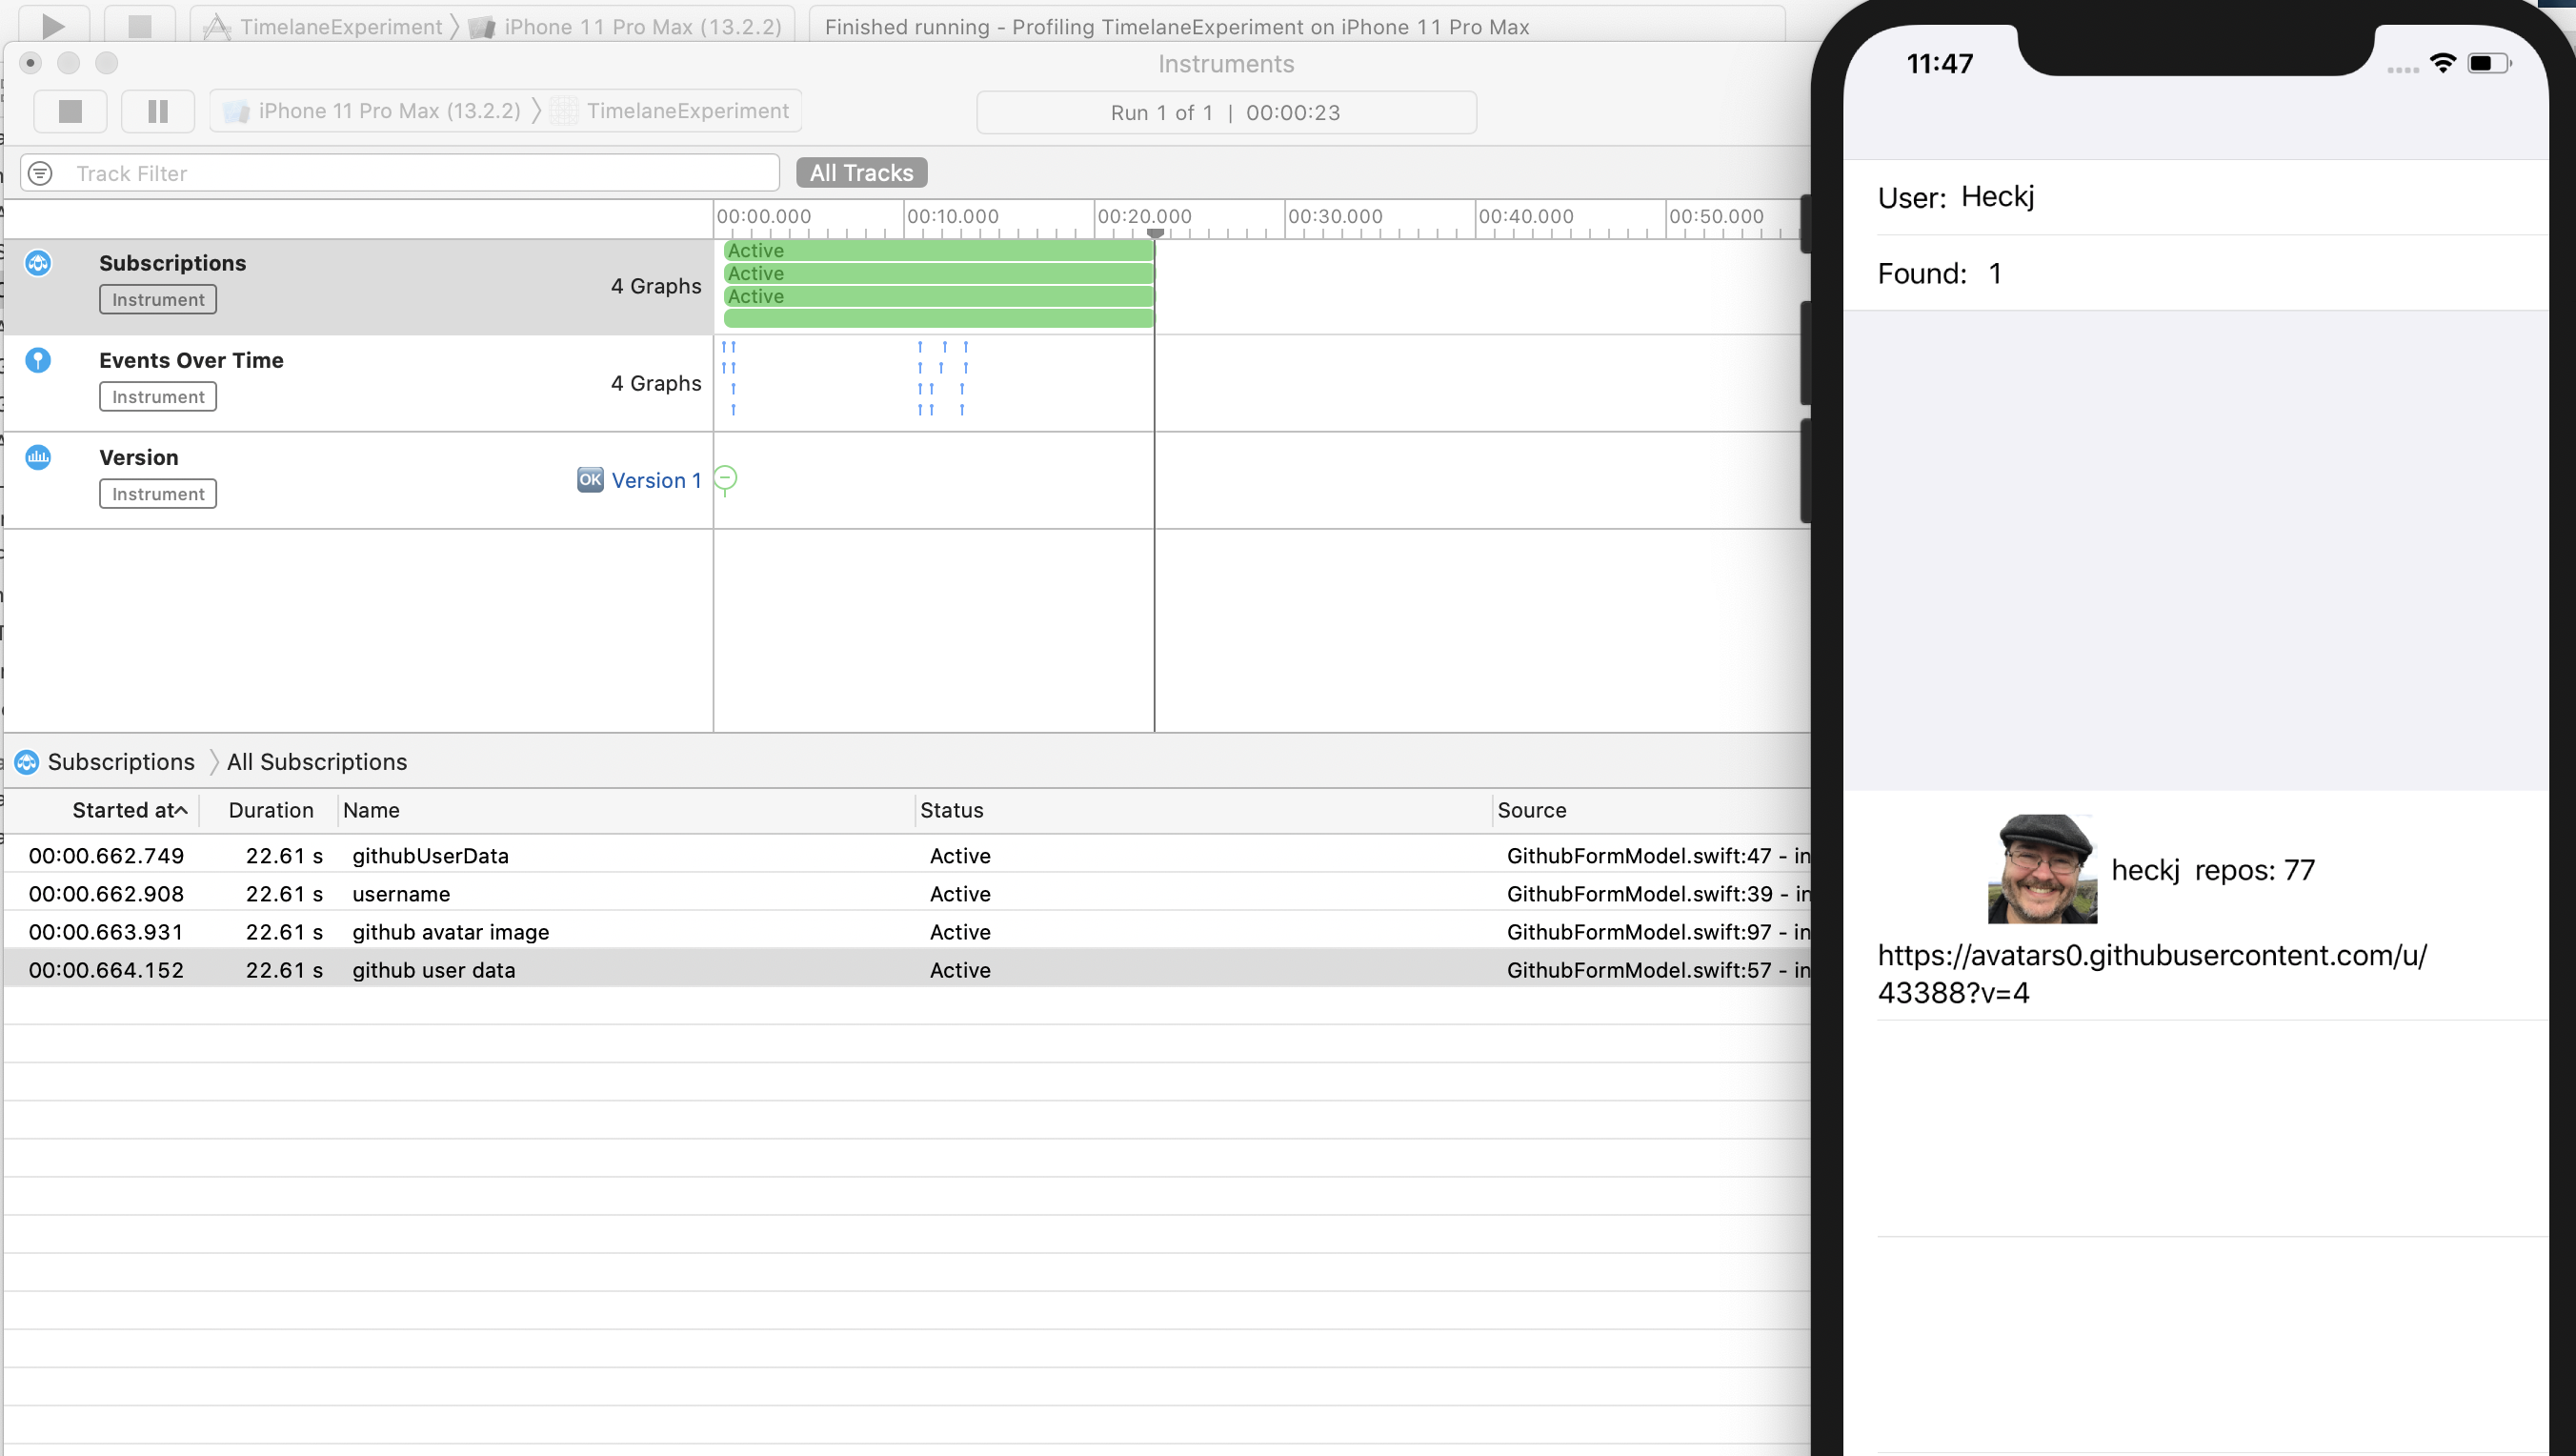 TimelaneExperiment 〉 iPhone 11 Pro Max (13.2.2)
Finished running - Profiling TimelaneExperiment on iPhone 11 Pro Max
Instruments
iPhone 11 Pro Max (13.2.2) 〉 TimelaneExperiment
Run 1 of 1 | 00:00:23
Track Filter
All Tracks
00:00.000 00:10.000 00:20.000 00:30.000 00:40.000 00:50.000
Subscriptions
Instrument
4 Graphs
Active
Active
Active
Events Over Time
Instrument
4 Graphs
Version
Instrument
OK Version 1
Subscriptions 〉 All Subscriptions
Started at Duration Name Status Source
00:00.662.749 22.61 s githubUserData Active GithubFormModel.swift:47 - in
00:00.662.908 22.61 s username Active GithubFormModel.swift:39 - in
00:00.663.931 22.61 s github avatar image Active GithubFormModel.swift:97 - in
00:00.664.152 22.61 s github user data Active GithubFormModel.swift:57 - in
11:47
User: Heckj
Found: 1
heckj repos: 77
https://avatars0.githubusercontent.com/u/
43388?v=4